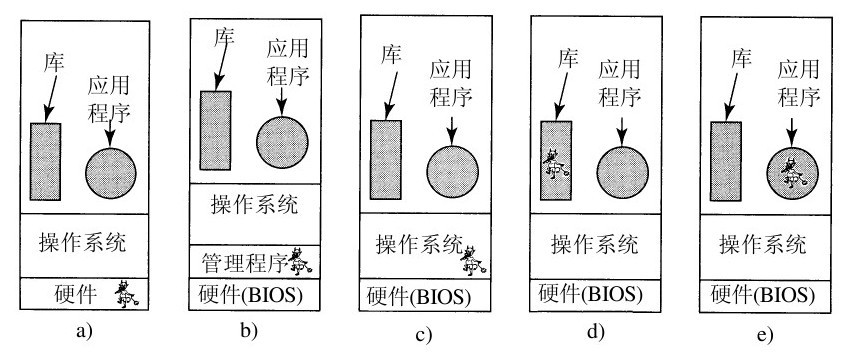 库
应用
程序
操作系统
硬件
a)
库
应用
程序
操作系统
管理程序
硬件(BIOS)
b)
库
应用
程序
操作系统
硬件(BIOS)
c)
库
应用
程序
操作系统
硬件(BIOS)
d)
库
应用
程序
操作系统
硬件(BIOS)
e)